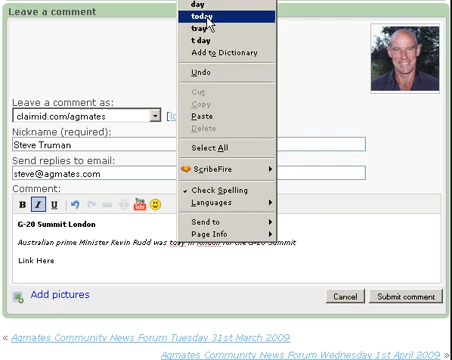 Leave a comment
day
today
tray
t day
Add to Dictionary
Undo
Cut
Copy
Paste
Delete
Select All
ScribeFire
Check Spelling
Languages
Send to
Page Info
Leave a comment as:
claimid.com/agmates
Nickname (required):
Steve Truman
Send replies to email:
steve@agmates.com
Comment:
B I U
You Tube
G-20 Summit London
Australian prime Minister Kevin Rudd was in london for the G-20 Summit
Link Here
Add pictures
Cancel Submit comment
« Agmates Community News Forum Tuesday 31st March 2009
Agmates Community News Forum Wednesday 1st April 2009 »